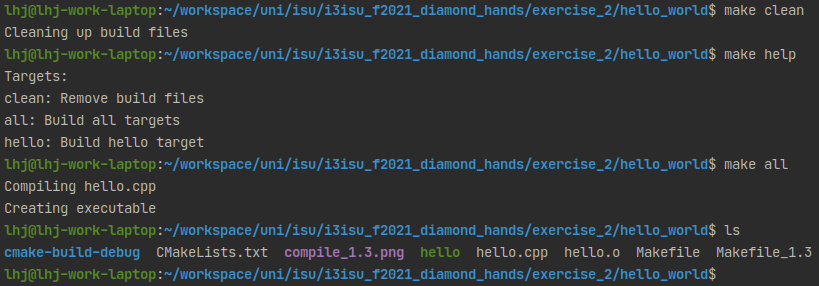 lhj@lhj-work-laptop:~/workspace/uni/isu/i3isu_f2021_diamond_hands/exercise_2/hello_world$ make clean
Cleaning up build files
lhj@lhj-work-laptop:~/workspace/uni/isu/i3isu_f2021_diamond_hands/exercise_2/hello_world$ make help
Targets:
clean: Remove build files
all: Build all targets
hello: Build hello target
lhj@lhj-work-laptop:~/workspace/uni/isu/i3isu_f2021_diamond_hands/exercise_2/hello_world$ make all
Compiling hello.cpp
Creating executable
lhj@lhj-work-laptop:~/workspace/uni/isu/i3isu_f2021_diamond_hands/exercise_2/hello_world$ ls
cmake-build-debug  CMakeLists.txt  compile_1.3.png  hello  hello.cpp  hello.o  Makefile  Makefile_1.3
lhj@lhj-work-laptop:~/workspace/uni/isu/i3isu_f2021_diamond_hands/exercise_2/hello_world$